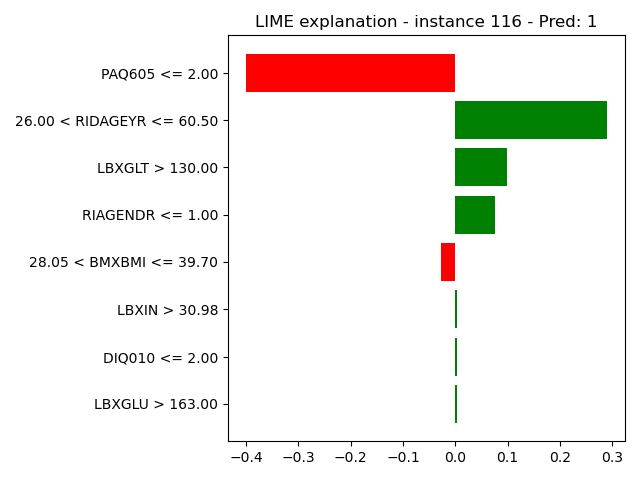 LIME explanation - instance 116 - Pred: 1
PAQ605 <= 2.00
26.00 < RIDAGEYR <= 60.50
LBXGLT > 130.00
RIAGENDR <= 1.00
28.05 < BMXBMI <= 39.70
LBXIN > 30.98
DIQ010 <= 2.00
LBXGLU > 163.00
−0.4 −0.3 −0.2 −0.1 0.0 0.1 0.2 0.3